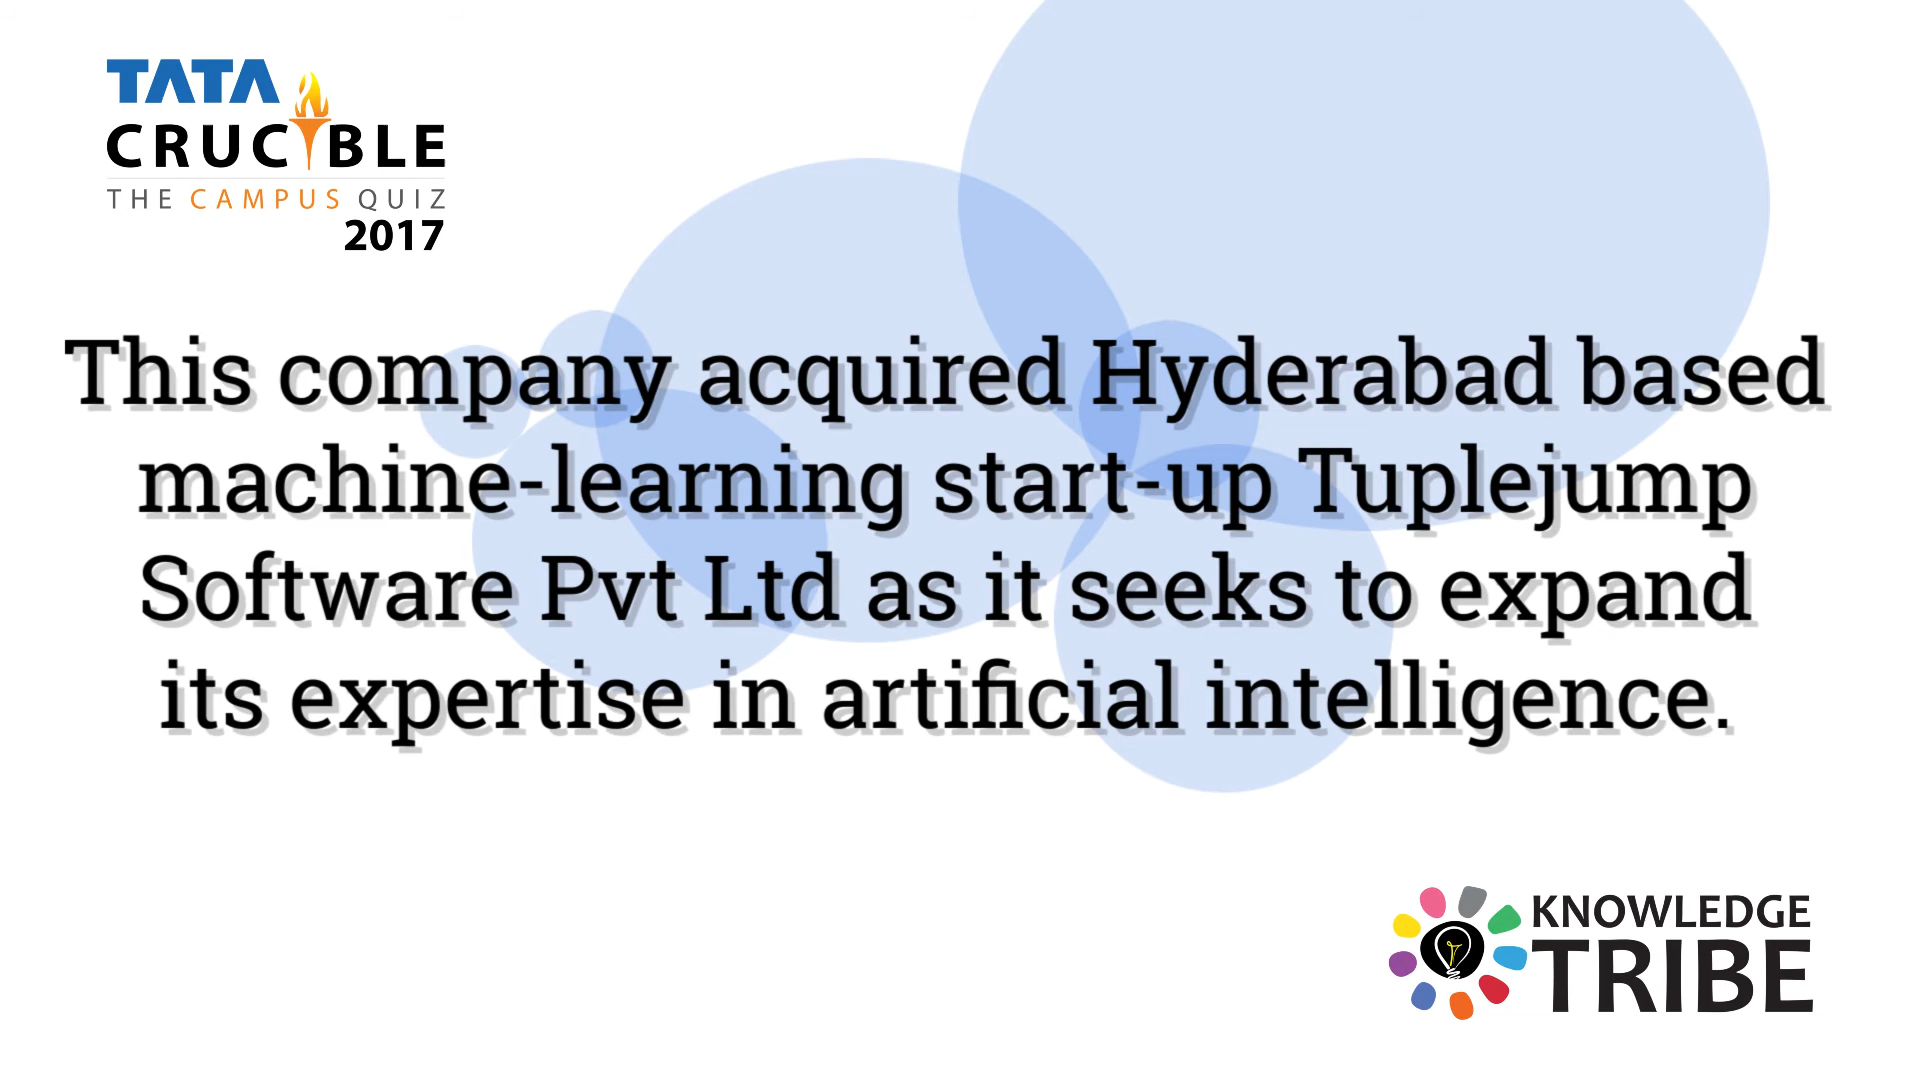 TATA
CRUCIBLE
THE CAMPUS QUIZ
2017
This company acquired Hyderabad based
machine-learning start-up Tuplejump
Software Pvt Ltd as it seeks to expand
its expertise in artificial intelligence.
KNOWLEDGE
TRIBE